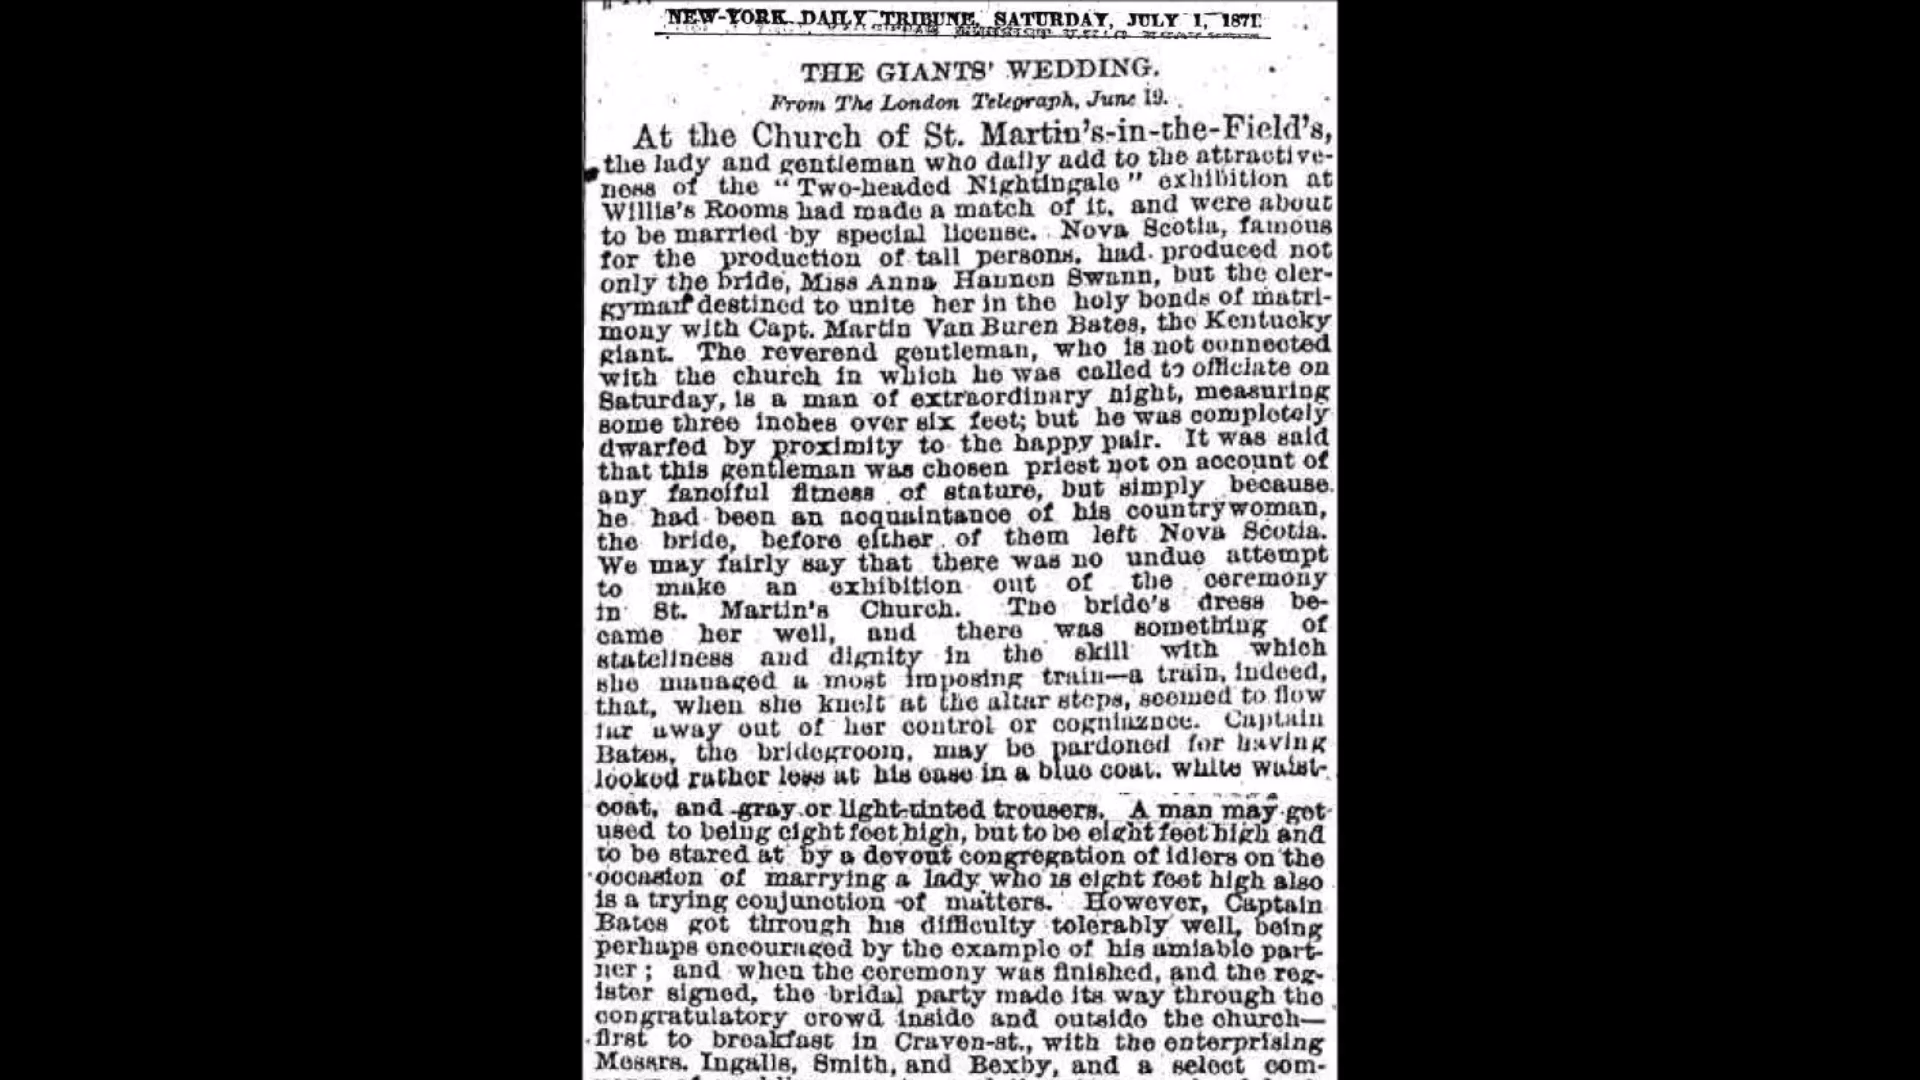 NEW-YORK DAILY TRIBUNE, SATURDAY, JULY 1, 1871.
THE GIANTS' WEDDING.
From The London Telegraph, June 19.
At the Church of St. Martin's-in-the-Field's,
the lady and gentleman who daily add to the attractive-
ness of the "Two-headed Nightingale" exhibition at
Willis's Rooms had made a match of it, and were about
to be married by special license. Nova Scotia, famous
for the production of tall persons, had produced not
only the bride, Miss Anna Hannon Swann, but the cler-
gyman destined to unite her in the holy bonds of matri-
mony with Capt. Martin Van Buren Bates, the Kentucky
giant. The reverend gentleman, who is not connected
with the church in which he was called to officiate on
Saturday, is a man of extraordinary night, measuring
some three inches over six feet; but he was completely
dwarfed by proximity to the happy pair. It was said
that this gentleman was chosen priest not on account of
any fanciful fitness of stature, but simply because
he had been an acquaintance of his countrywoman,
the bride, before either of them left Nova Scotia.
We may fairly say that there was no undue attempt
to make an exhibition out of the ceremony
in St. Martin's Church. The bride's dress be-
came her well, and there was something of
stateliness and dignity in the skill with which
she managed a most imposing train—a train, indeed,
that, when she knelt at the altar steps, seemed to flow
far away out of her control or cogniaznce. Captain
Bates, the bridegroom, may be pardoned for having
looked rather less at his ease in a blue coat, white waist-
coat, and gray or light-tinted trousers. A man may get
used to being eight feet high, but to be eight feet high and
to be stared at by a devout congregation of idlers on the
occasion of marrying a lady who is eight feet high also
is a trying conjunction of matters. However, Captain
Bates got through his difficulty tolerably well, being
perhaps encouraged by the example of his amiable part-
ner; and when the ceremony was finished, and the reg-
ister signed, the bridal party made its way through the
congratulatory crowd inside and outside the church—
first to breakfast in Craven-st., with the enterprising
Messrs. Ingalls, Smith, and Bexby, and a select com-